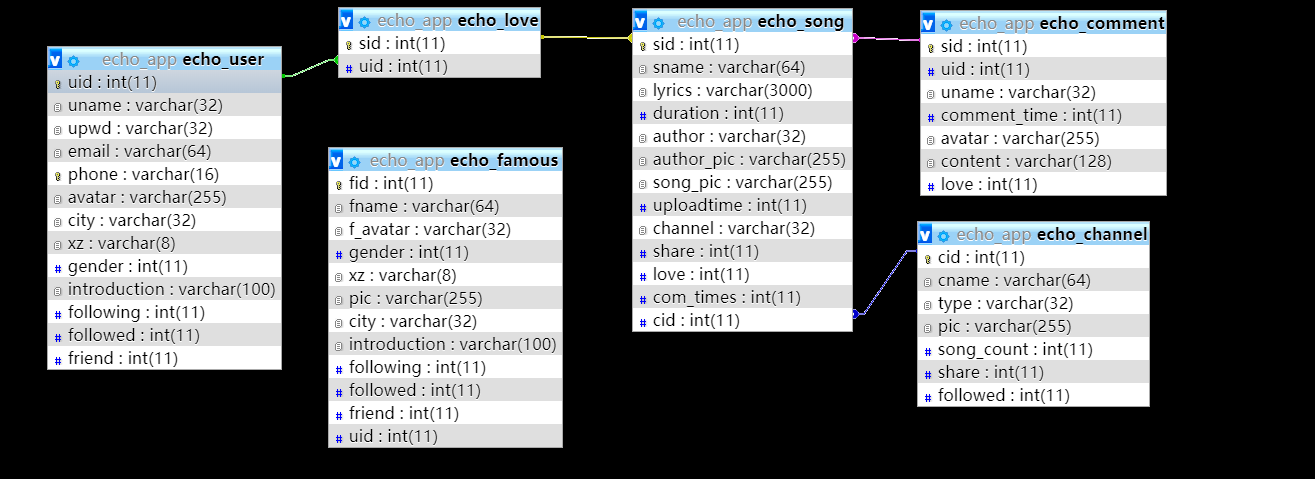 echo_app echo_user
uid : int(11)
uname : varchar(32)
upwd : varchar(32)
email : varchar(64)
phone : varchar(16)
avatar : varchar(255)
city : varchar(32)
xz : varchar(8)
gender : int(11)
introduction : varchar(100)
following : int(11)
followed : int(11)
friend : int(11)
echo_app echo_love
sid : int(11)
uid : int(11)
echo_app echo_famous
fid : int(11)
fname : varchar(64)
f_avatar : varchar(32)
gender : int(11)
xz : varchar(8)
pic : varchar(255)
city : varchar(32)
introduction : varchar(100)
following : int(11)
followed : int(11)
friend : int(11)
uid : int(11)
echo_app echo_song
sid : int(11)
sname : varchar(64)
lyrics : varchar(3000)
duration : int(11)
author : varchar(32)
author_pic : varchar(255)
song_pic : varchar(255)
uploadtime : int(11)
channel : varchar(32)
share : int(11)
love : int(11)
com_times : int(11)
cid : int(11)
echo_app echo_comment
sid : int(11)
uid : int(11)
uname : varchar(32)
comment_time : int(11)
avatar : varchar(255)
content : varchar(128)
love : int(11)
echo_app echo_channel
cid : int(11)
cname : varchar(64)
type : varchar(32)
pic : varchar(255)
song_count : int(11)
share : int(11)
followed : int(11)